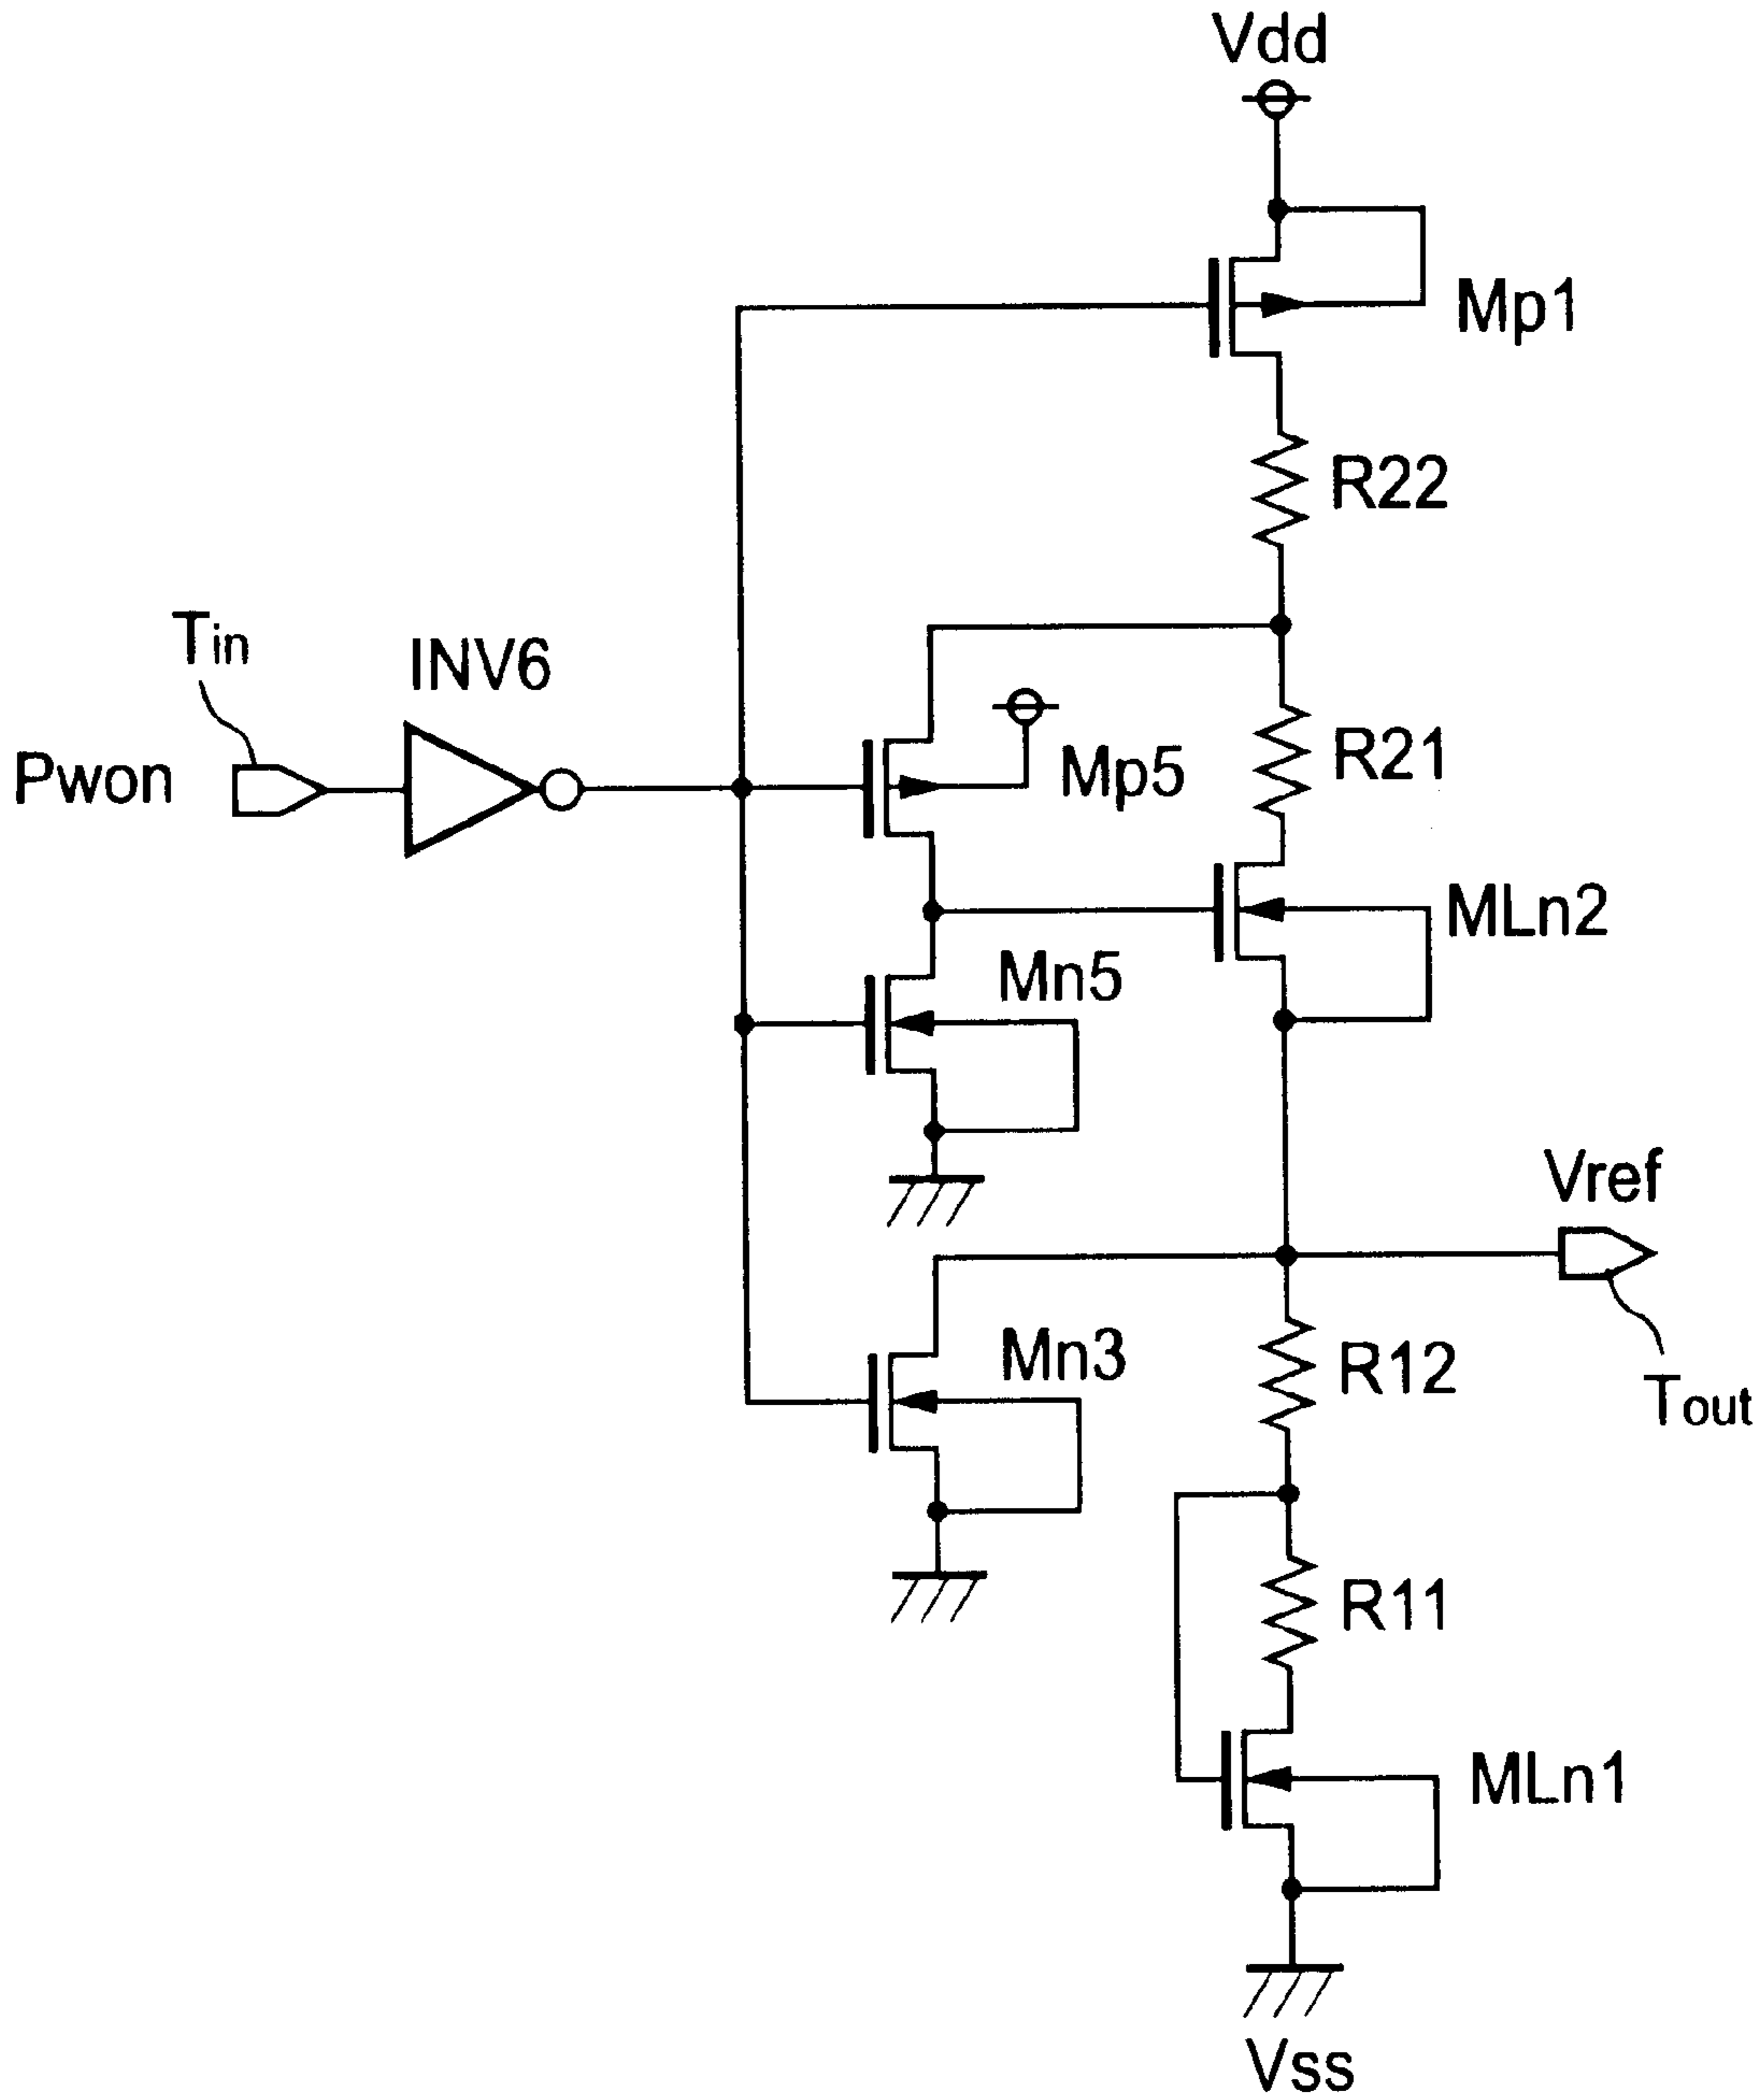 Vdd
Mp1
R22
Tin
INV6
Pwon
Mp5
R21
MLn2
Mn5
Vref
Mn3
R12
Tout
R11
MLn1
Vss